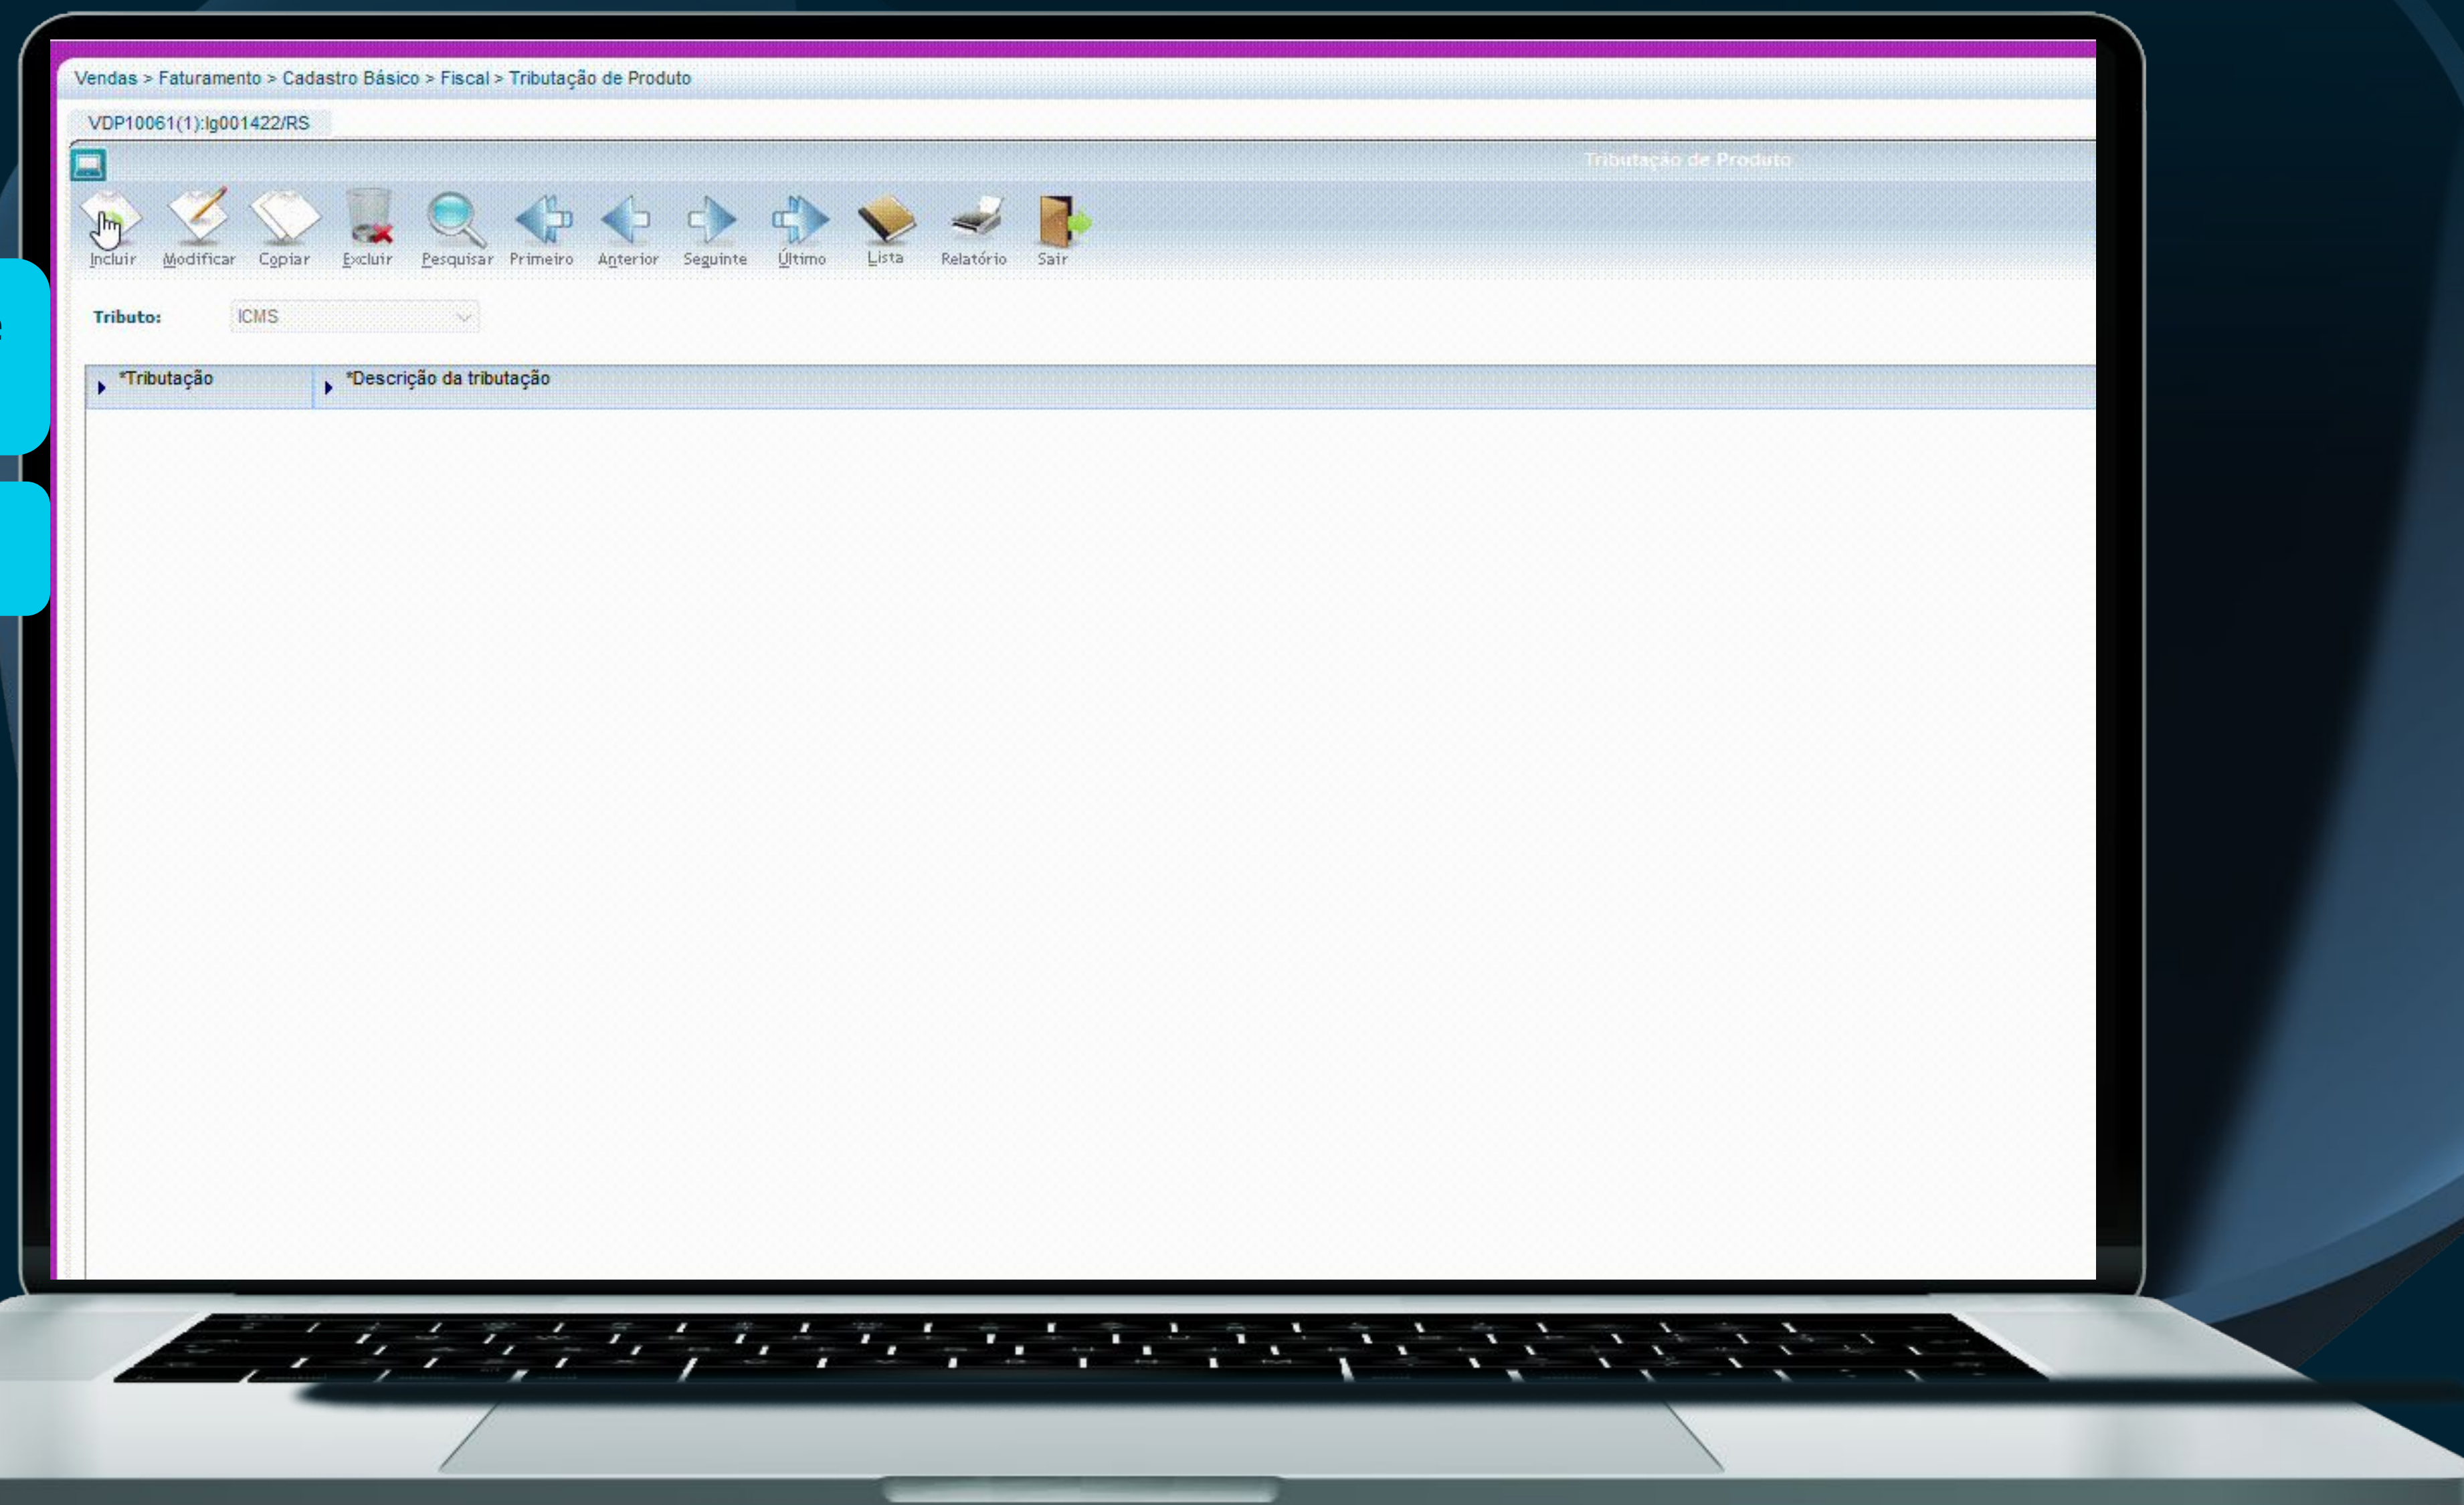 Vendas > Faturamento > Cadastro Básico > Fiscal > Tributação de Produto
VDP10061(1):lg001422/RS
Tributação de Produto
Incluir Modificar Copiar Excluir Pesquisar Primeiro Anterior Seguinte Último Lista Relatório Sair
Tributo: ICMS
*Tributação *Descrição da tributação